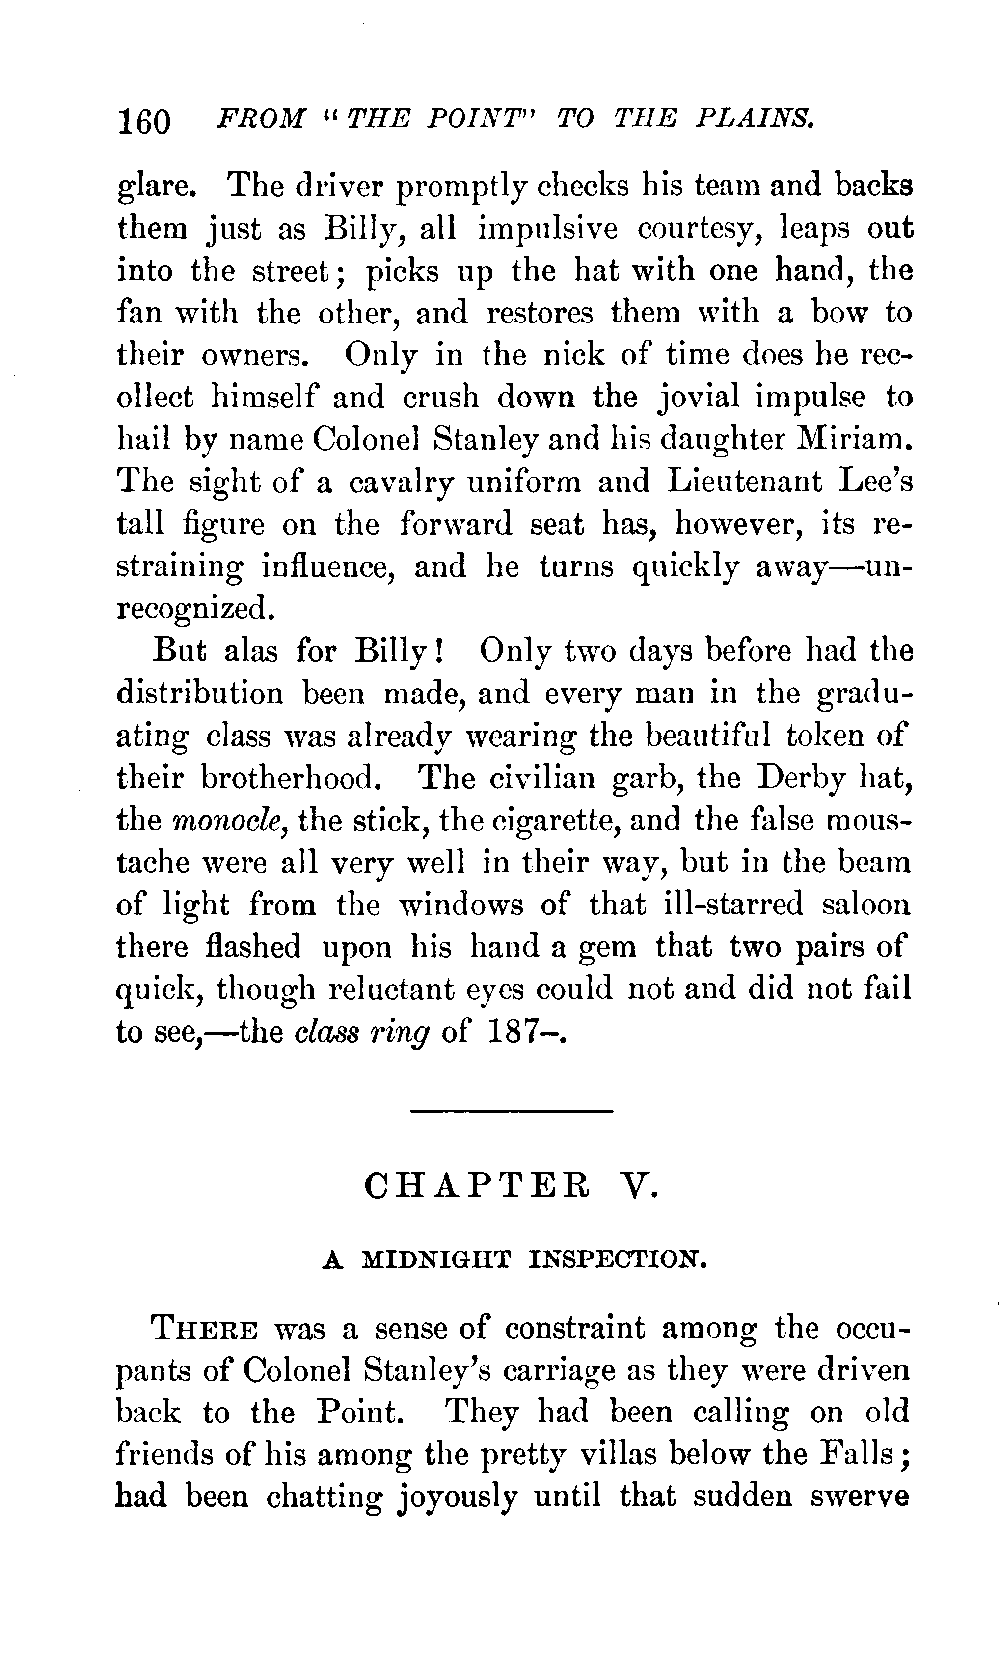 160 FROM "THE POINT" TO THE PLAINS.
glare. The driver promptly checks his team and backs
them just as Billy, all impulsive courtesy, leaps out
into the street; picks up the hat with one hand, the
fan with the other, and restores them with a bow to
their owners. Only in the nick of time does he rec-
ollect himself and crush down the jovial impulse to
hail by name Colonel Stanley and his daughter Miriam.
The sight of a cavalry uniform and Lieutenant Lee's
tall figure on the forward seat has, however, its re-
straining influence, and he turns quickly away—un-
recognized.
But alas for Billy! Only two days before had the
distribution been made, and every man in the gradu-
ating class was already wearing the beautiful token of
their brotherhood. The civilian garb, the Derby hat,
the monocle, the stick, the cigarette, and the false mous-
tache were all very well in their way, but in the beam
of light from the windows of that ill-starred saloon
there flashed upon his hand a gem that two pairs of
quick, though reluctant eyes could not and did not fail
to see,—the class ring of 187–.
CHAPTER V.
A MIDNIGHT INSPECTION.
THERE was a sense of constraint among the occu-
pants of Colonel Stanley's carriage as they were driven
back to the Point. They had been calling on old
friends of his among the pretty villas below the Falls;
had been chatting joyously until that sudden swerve